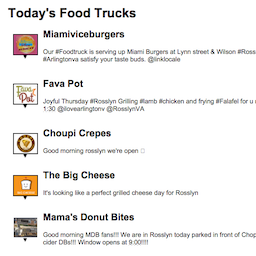 Today's Food Trucks
Miamiviceburgers
Our #Foodtruck is serving up Miami Burgers at Lynn street & Wilson #Ross
#Arlingtonva satisfy your taste buds. @linklocale
Fava Pot
Joyful Thursday #Rosslyn Grilling #lamb #chicken and frying #Falafel for u
1:30 @ilovearlingtonv @RosslynVA
Choupi Crepes
Good morning rosslyn we're open
The Big Cheese
It's looking like a perfect grilled cheese day for Rosslyn
Mama's Donut Bites
Good morning MDB fans!!! We are in Rosslyn today parked in front of Chop
cider DBs!!! Window opens at 9:00!!!!